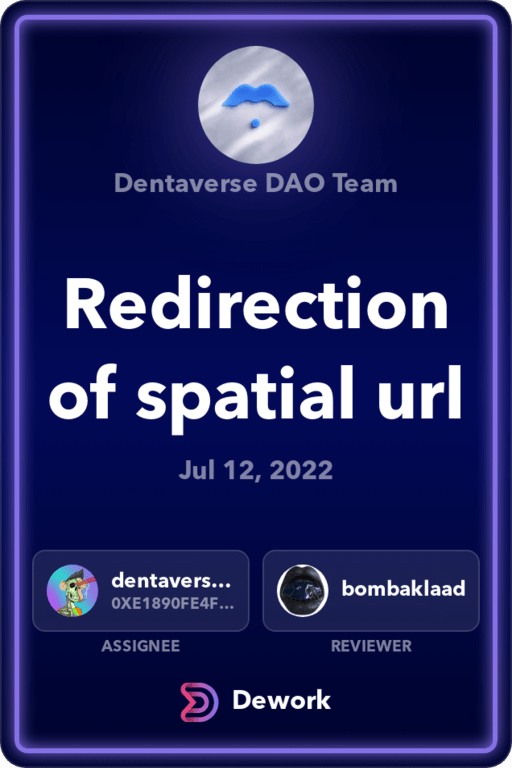 Dentaverse DAO Team
Redirection
of spatial url
Jul 12, 2022
dentavers...
0XE1890FE4F...
ASSIGNEE
bombaklaad
REVIEWER
Dework